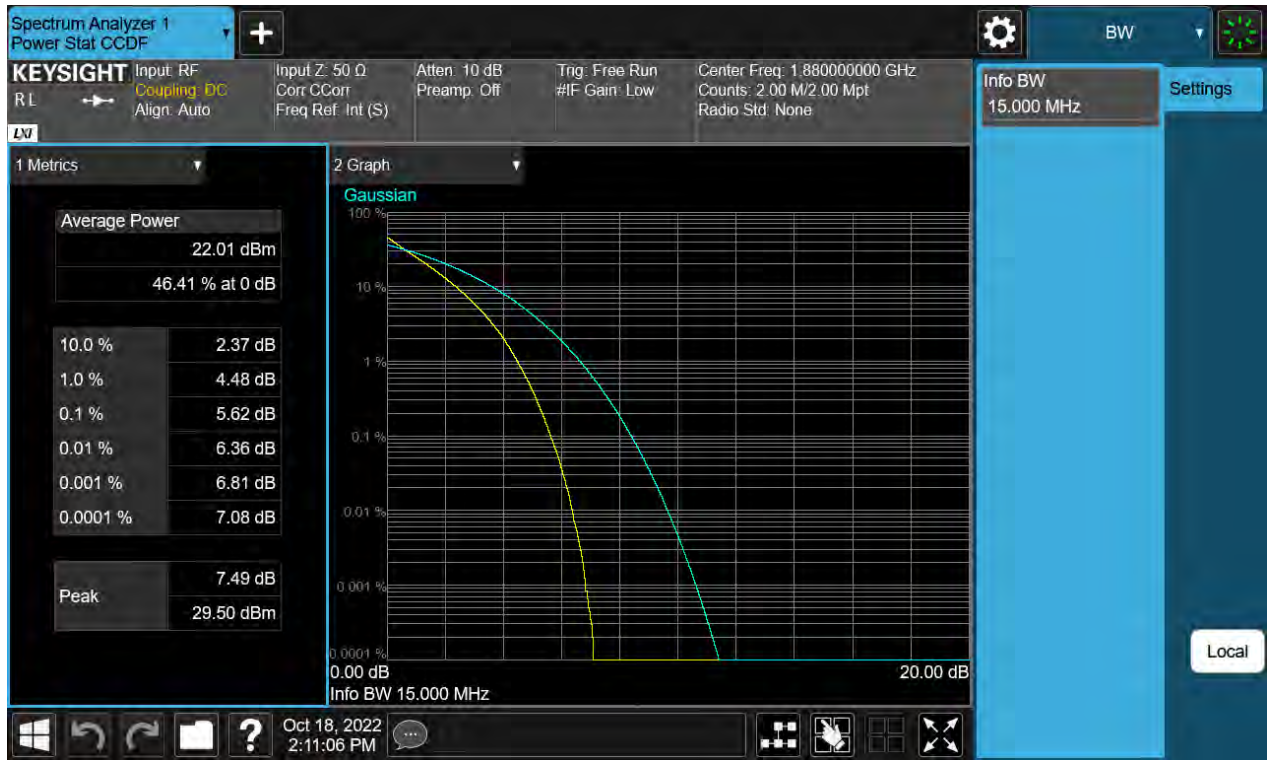 Spectrum Analyzer 1
Power Stat CCDF
BW
KEYSIGHT
RL
LXI
Input: RF
Coupling: DC
Align: Auto
Input Z: 50 Ω
Corr CCorr
Freq Ref: Int (S)
Atten: 10 dB
Preamp: Off
Trig: Free Run
#IF Gain: Low
Center Freq: 1.880000000 GHz
Counts: 2.00 M/2.00 Mpt
Radio Std: None
Info BW
15.000 MHz
Settings
1 Metrics
Average Power
22.01 dBm
46.41 % at 0 dB
10.0 % 2.37 dB
1.0 % 4.48 dB
0.1 % 5.62 dB
0.01 % 6.36 dB
0.001 % 6.81 dB
0.0001 % 7.08 dB
Peak
7.49 dB
29.50 dBm
2 Graph
Gaussian
100 %
10 %
1 %
0.1 %
0.01 %
0.001 %
0.0001 %
0.00 dB 20.00 dB
Info BW 15.000 MHz
Local
Oct 18, 2022
2:11:06 PM